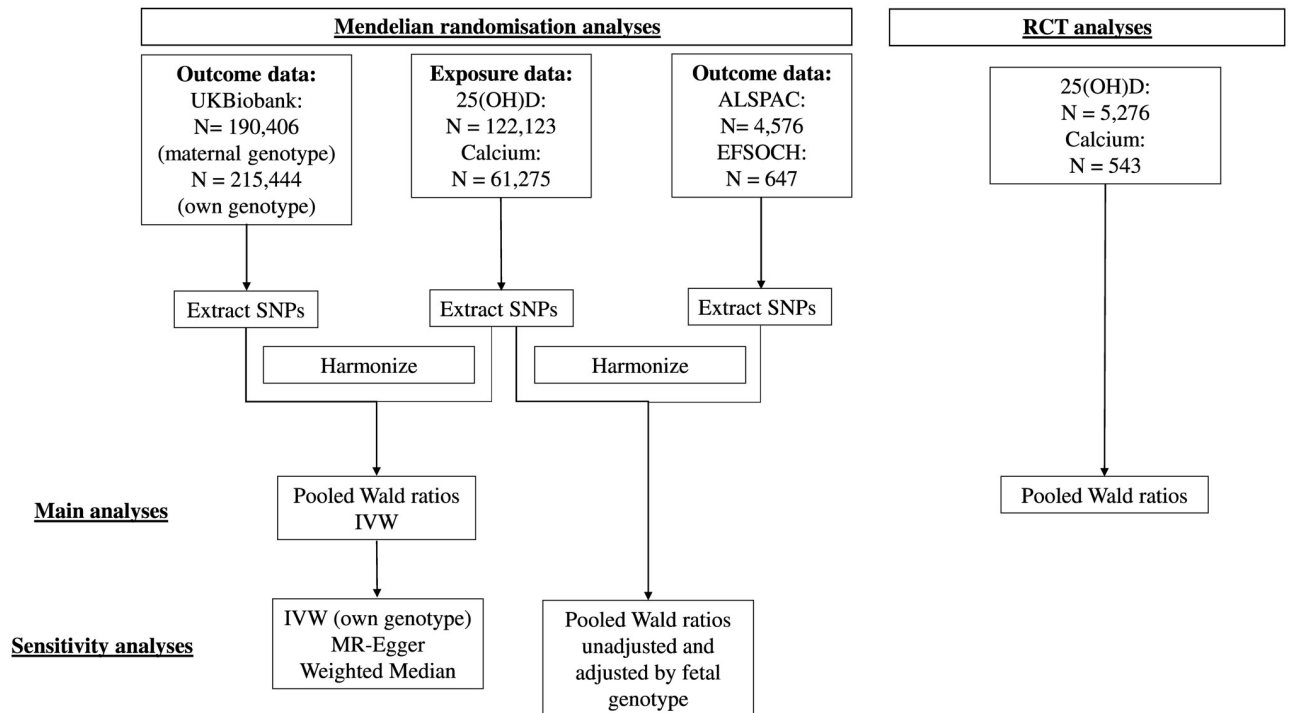 Mendelian randomisation analyses
RCT analyses
Outcome data:
UKBiobank:
N= 190,406
(maternal genotype)
N = 215,444
(own genotype)
Exposure data:
25(OH)D:
N = 122,123
Calcium:
N = 61,275
Outcome data:
ALSPAC:
N= 4,576
EFSOCH:
N = 647
25(OH)D:
N = 5,276
Calcium:
N = 543
Extract SNPs
Extract SNPs
Extract SNPs
Harmonize
Harmonize
Main analyses
Pooled Wald ratios
IVW
Pooled Wald ratios
Sensitivity analyses
IVW (own genotype)
MR-Egger
Weighted Median
Pooled Wald ratios
unadjusted and
adjusted by fetal
genotype